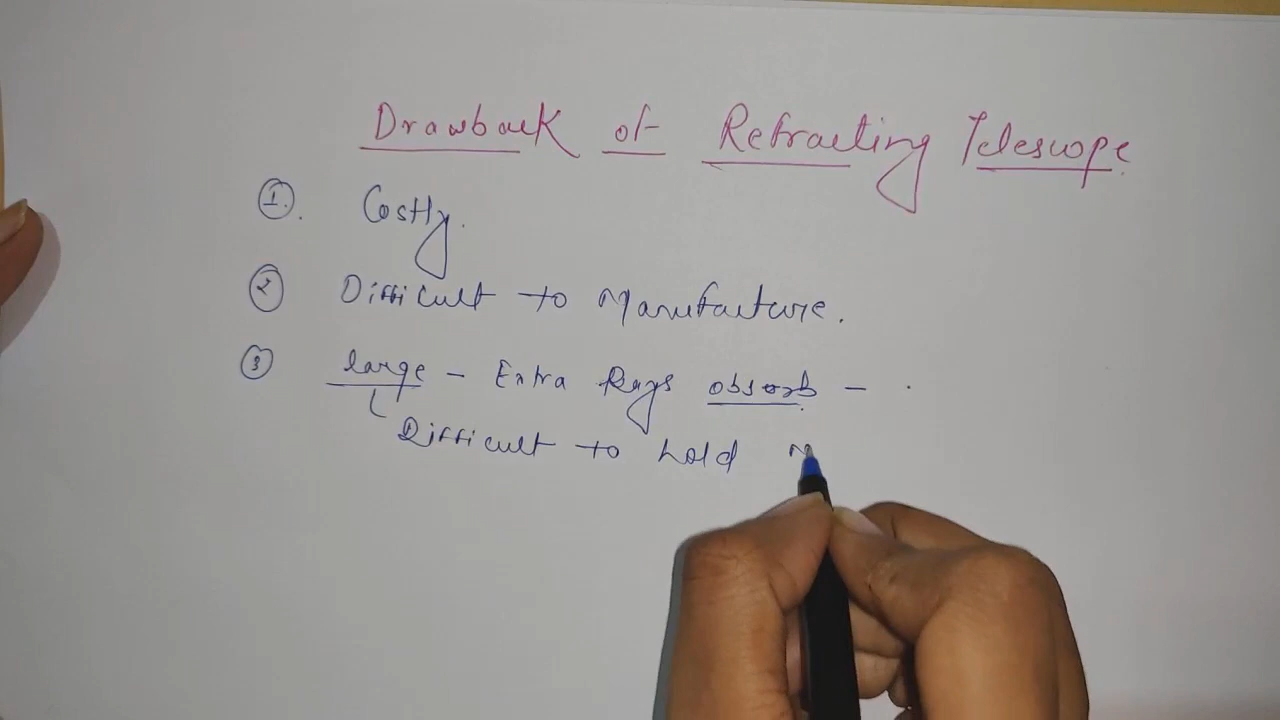 Drawback of Refracting Telescope.
①. Costly.
② Difficult to Manufacture.
③ large - Extra Rays absorb -
Difficult to hold